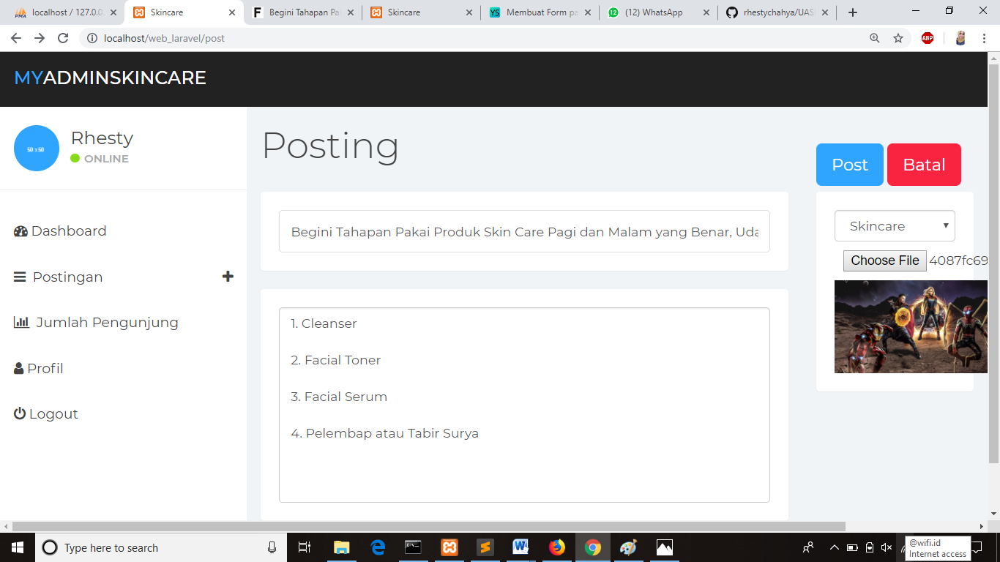 localhost / 127.0.0
Skincare
Begini Tahapan Pa
Skincare
Membuat Form pa
(12) WhatsApp
rhestychahya/UAS
localhost/web_laravel/post
ABP
MYADMINSKINCARE
Rhesty
50 x 50
ONLINE
Posting
Post
Batal
Dashboard
Postingan
Jumlah Pengunjung
Profil
Logout
Begini Tahapan Pakai Produk Skin Care Pagi dan Malam yang Benar, Uda
Skincare
Choose File 4087fc69
1. Cleanser
2. Facial Toner
3. Facial Serum
4. Pelembap atau Tabir Surya
Type here to search
@wifi.id
Internet access